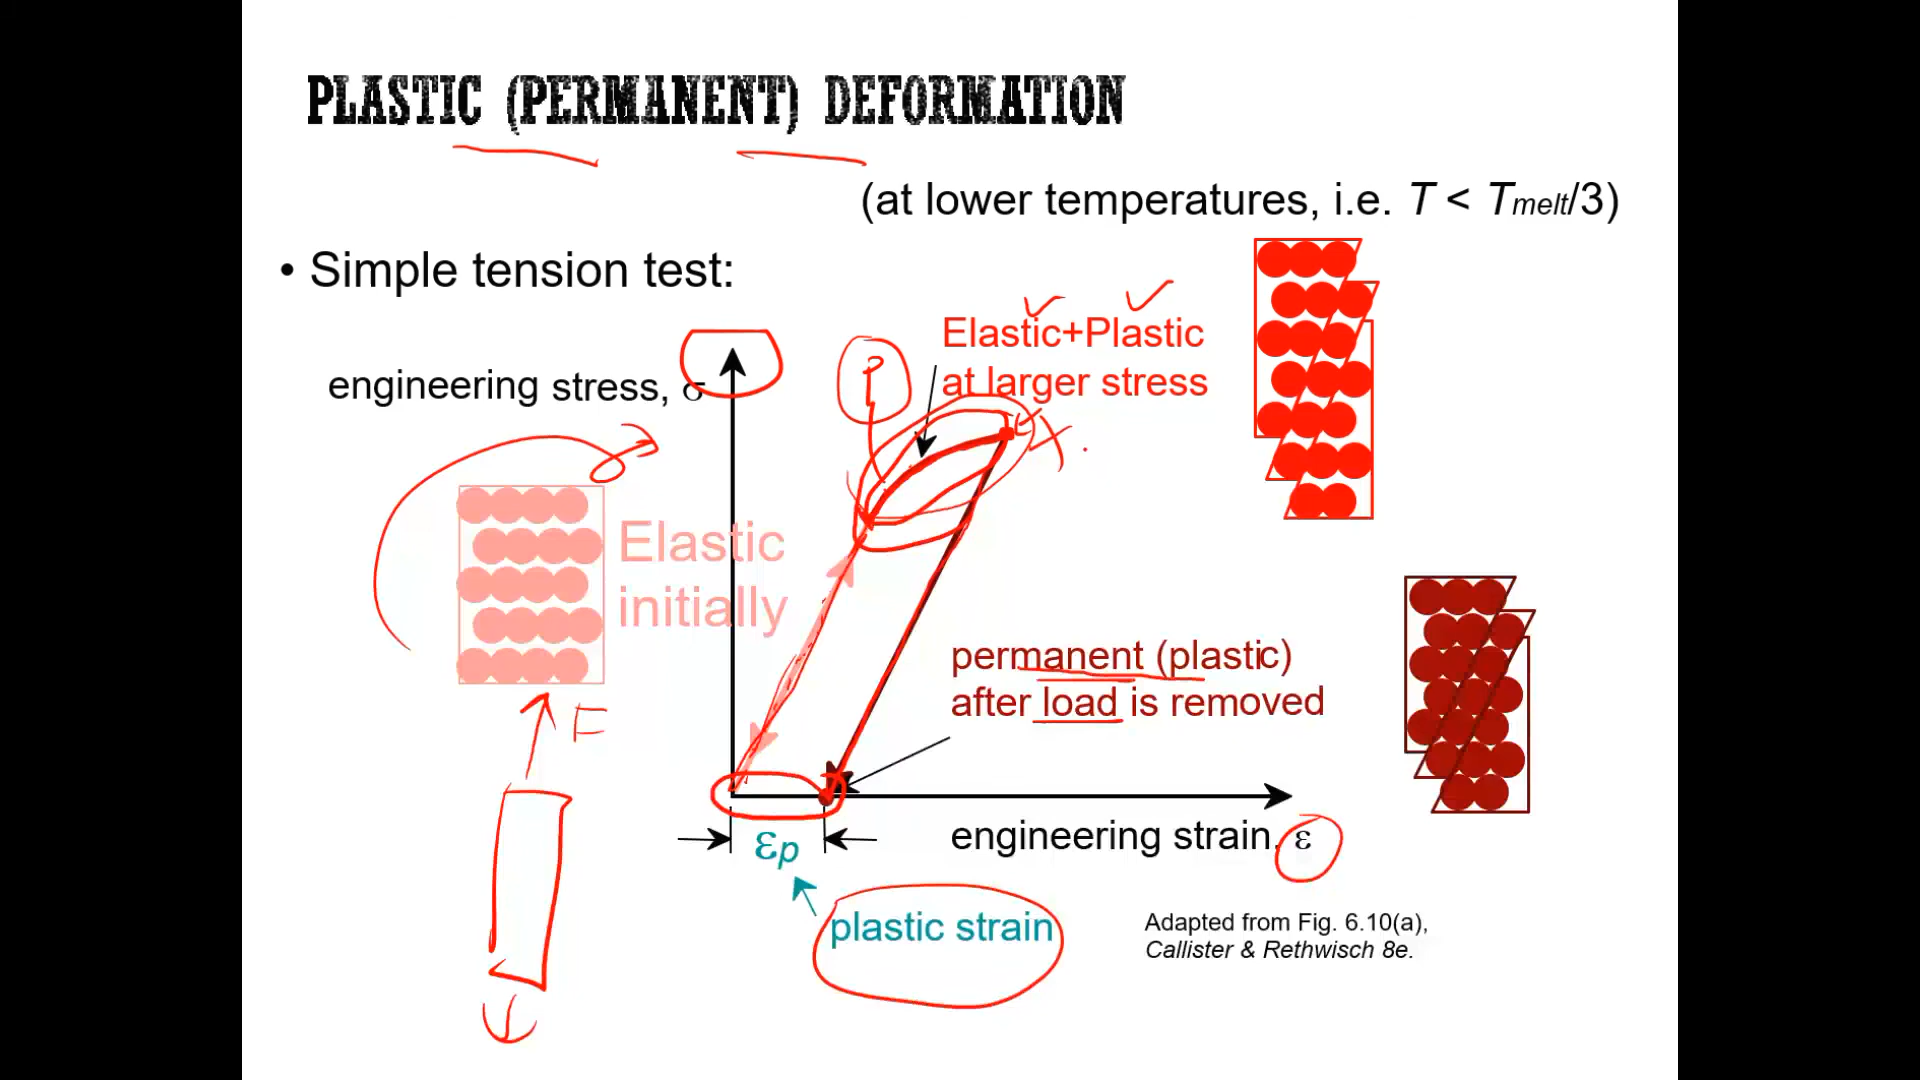 PLASTIC (PERMANENT) DEFORMATION
(at lower temperatures, i.e. T < Tmelt/3)
• Simple tension test:
engineering stress, σ
P
Elastic+Plastic
at larger stress
Elastic
initially
permanent (plastic)
after load is removed
F
engineering strain, ε
εp
plastic strain
Adapted from Fig. 6.10(a),
Callister & Rethwisch 8e.